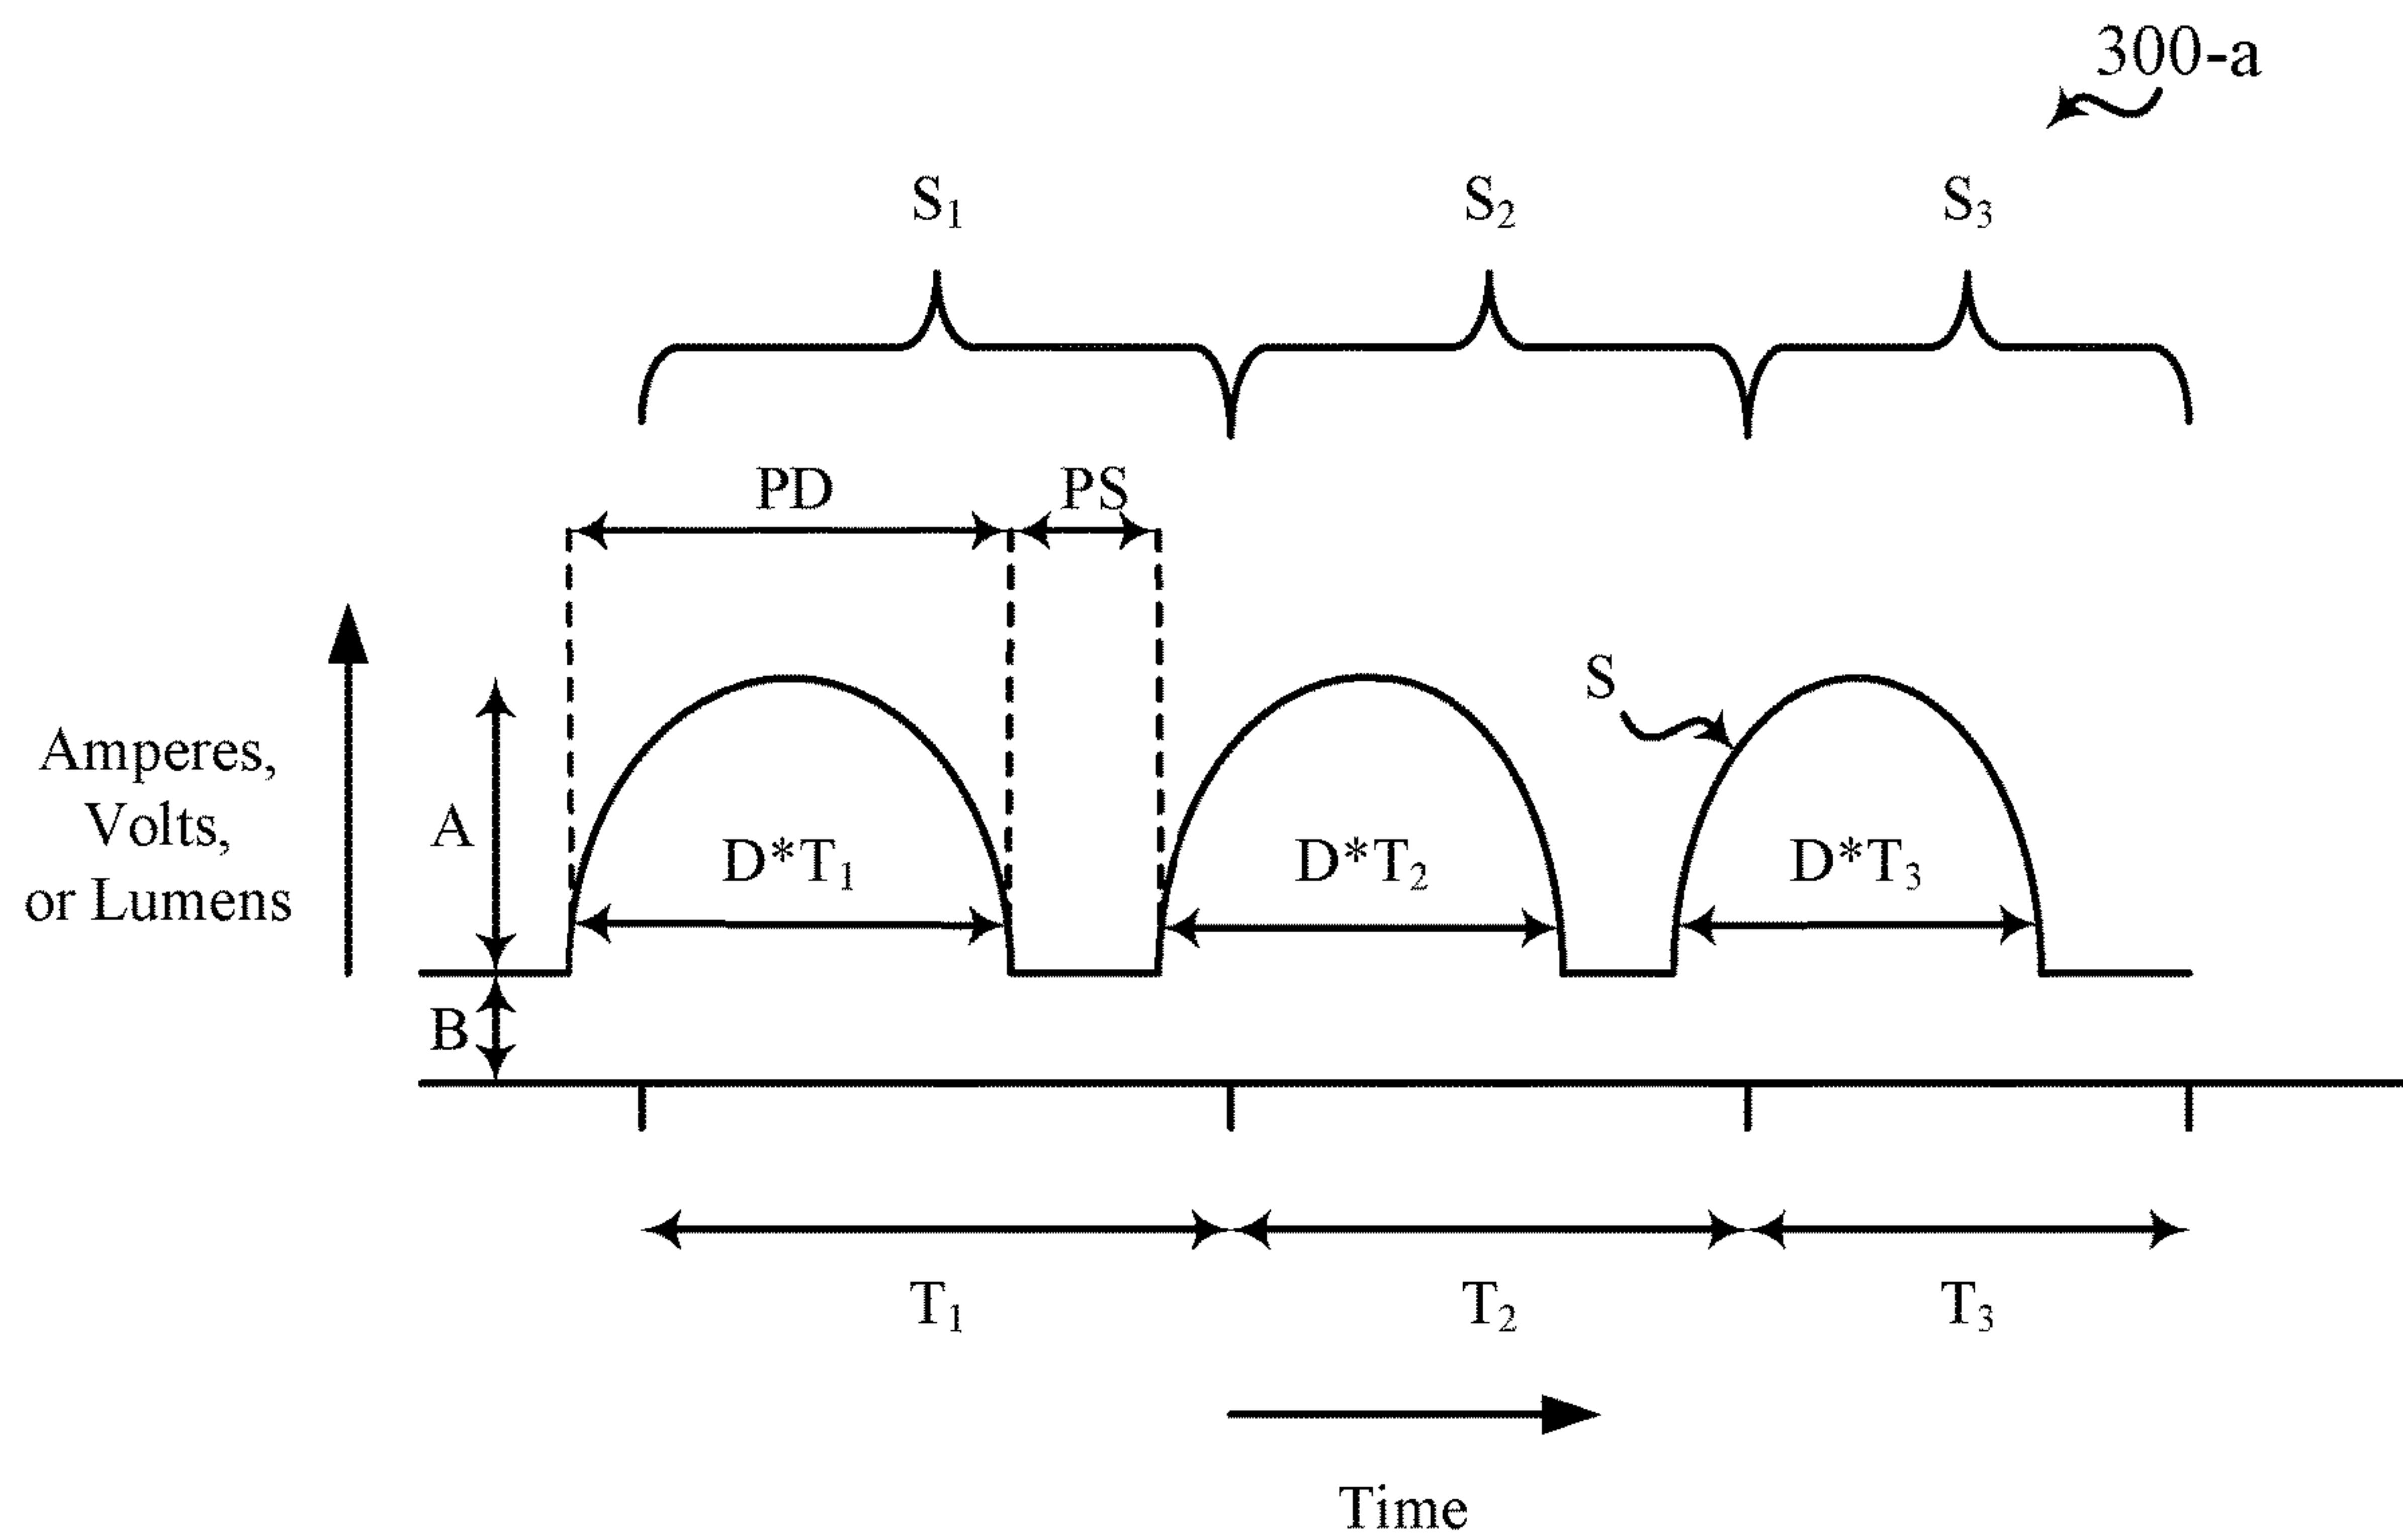 300-a
S₁ S₂ S₃
PD PS
S
Amperes,
Volts,
or Lumens
A
D*T₁ D*T₂ D*T₃
B
T₁ T₂ T₃
Time